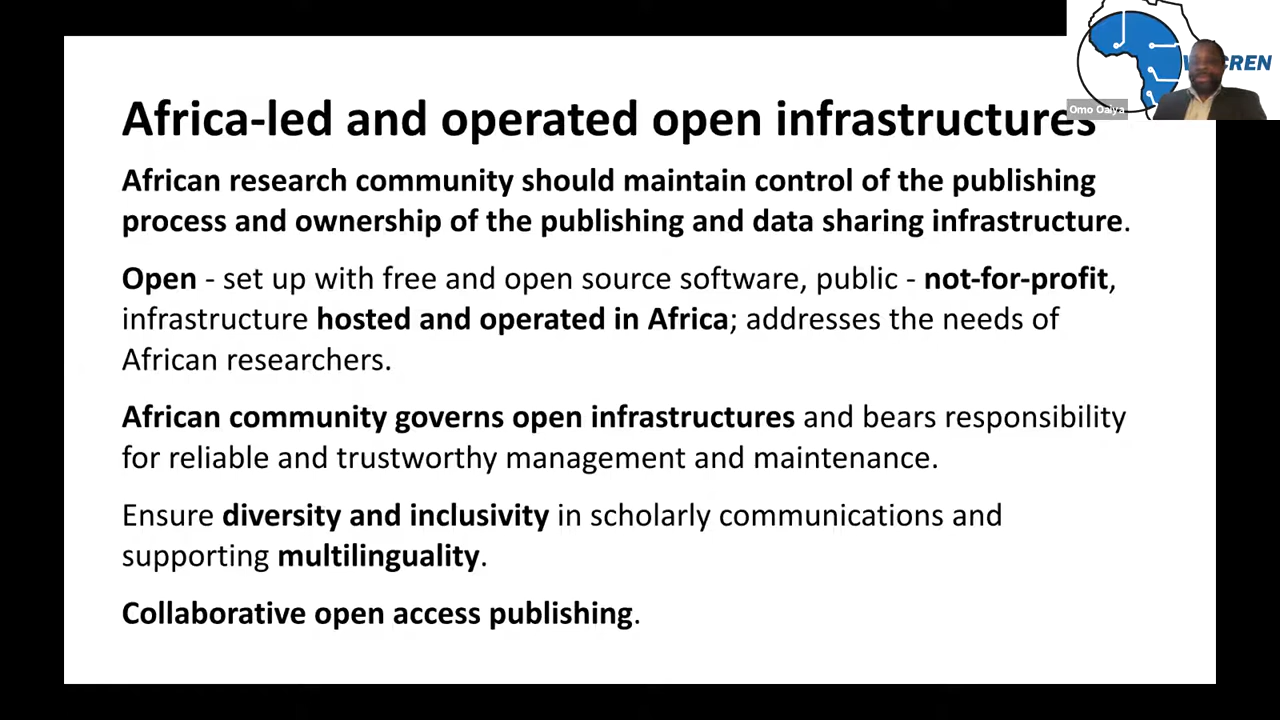 Africa-led and operated open infrastructures
African research community should maintain control of the publishing
process and ownership of the publishing and data sharing infrastructure.
Open - set up with free and open source software, public - not-for-profit,
infrastructure hosted and operated in Africa; addresses the needs of
African researchers.
African community governs open infrastructures and bears responsibility
for reliable and trustworthy management and maintenance.
Ensure diversity and inclusivity in scholarly communications and
supporting multilinguality.
Collaborative open access publishing.
Omo Oaiya